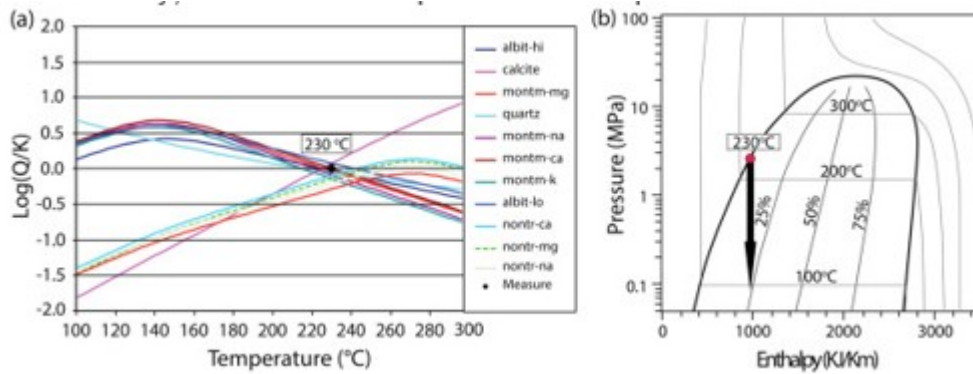 (a)
2.0
1.5
1.0
0.5
0.0
-0.5
-1.0
-1.5
2.0
Log(Q/K)
230 °C
100 120 140 160 180 200 220 240 260 280 300
Temperature (°C)
albit-hi
calcite
montm-mg
quartz
montm-na
montm-ca
montm-k
albit-lo
nontr-ca
nontr-mg
nontr-na
Measure
(b)
100
10
1
0.1
Pressure (MPa)
300°C
230°C
200°C
25%
50%
75%
100°C
0 1000 2000 3000
Enthalpy(KJ/Km)